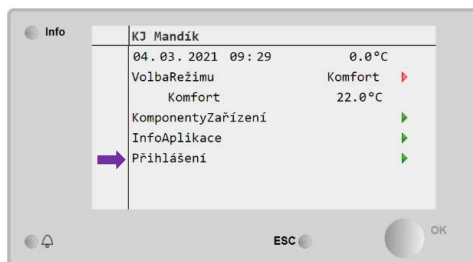 Info
KJ Mandík
04.03.2021 09:29 0.0°C
VolbaRežimu Komfort
Komfort 22.0°C
KomponentyZařízení
InfoAplikace
Přihlášení
ESC
OK